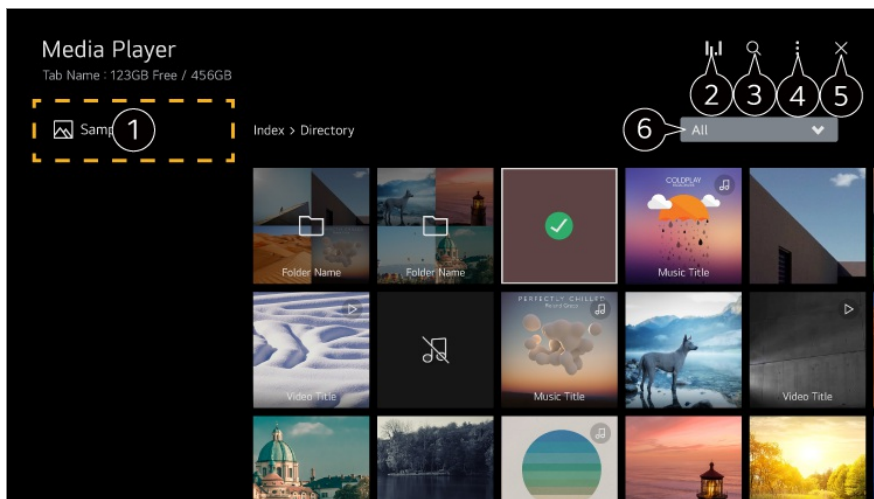 Media Player
Tab Name : 123GB Free / 456GB
2
3
4
5
1
Index > Directory
6
All
COLDPLAY
Folder Name
Folder Name
Music Title
PERFECTLY CHILLED
Video Title
Music Title
Video Title